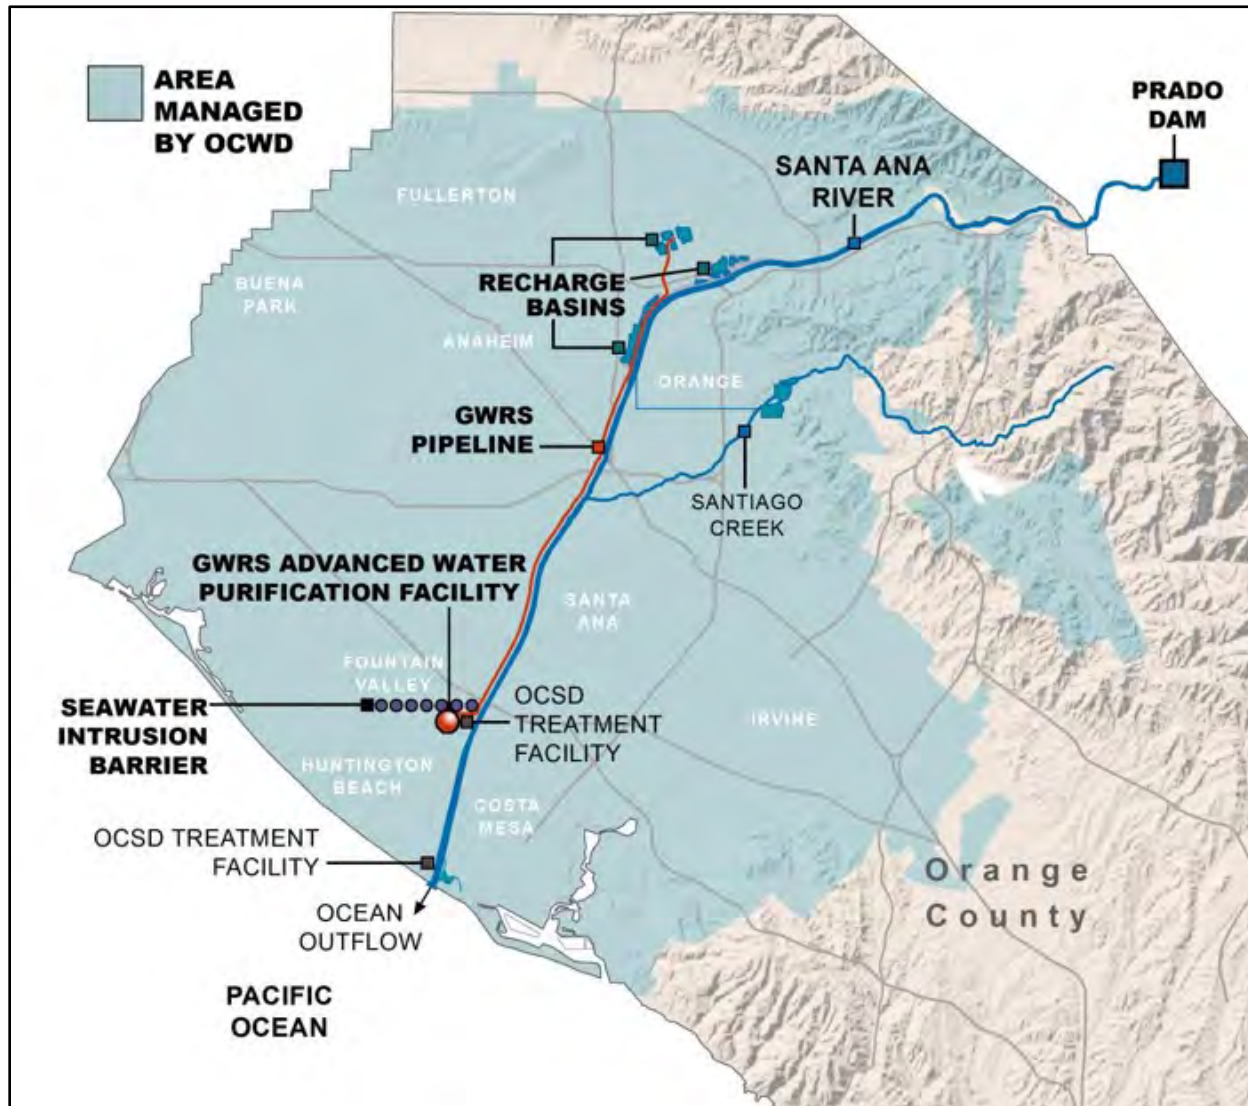 AREA
MANAGED
BY OCWD
PRADO
DAM
SANTA ANA
RIVER
FULLERTON
RECHARGE
BASINS
BUENA
PARK
ANAHEIM
ORANGE
GWRS
PIPELINE
SANTIAGO
CREEK
GWRS ADVANCED WATER
PURIFICATION FACILITY
SANTA
ANA
FOUNTAIN
VALLEY
SEAWATER
INTRUSION
BARRIER
OCSD
TREATMENT
FACILITY
IRVINE
HUNTINGTON
BEACH
COSTA
MESA
OCSD TREATMENT
FACILITY
Orange
County
OCEAN
OUTFLOW
PACIFIC
OCEAN